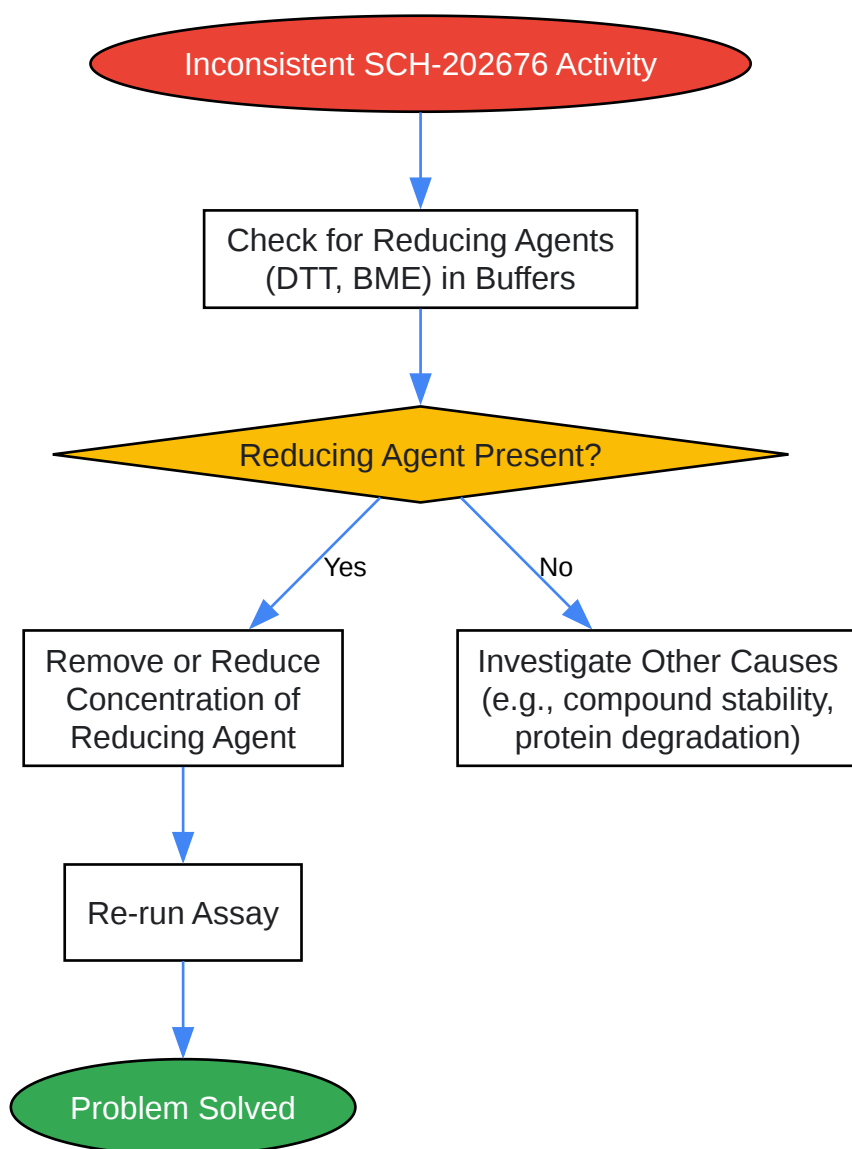 Inconsistent SCH-202676 Activity
Check for Reducing Agents
(DTT, BME) in Buffers
Reducing Agent Present?
Yes
No
Remove or Reduce
Concentration of
Reducing Agent
Investigate Other Causes
(e.g., compound stability,
protein degradation)
Re-run Assay
Problem Solved